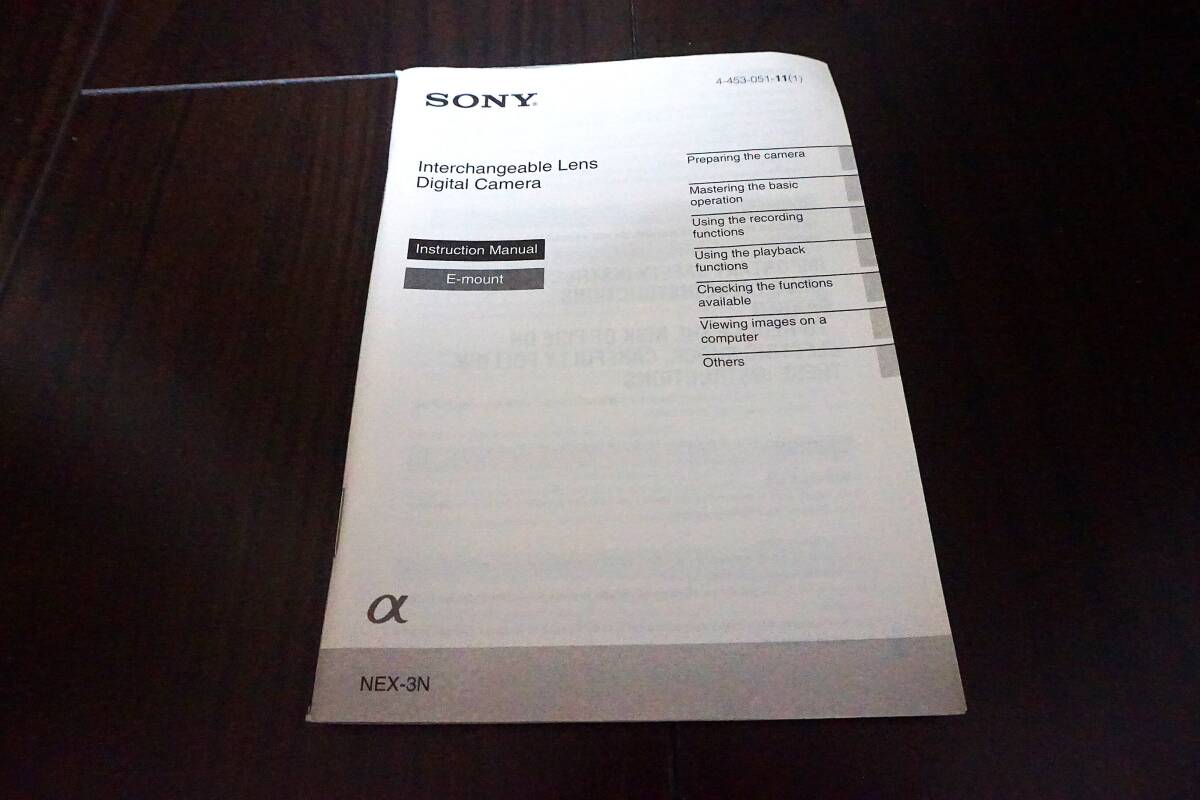 4-453-051-11(1)
SONY®
Interchangeable Lens
Digital Camera
Instruction Manual
E-mount
Preparing the camera
Mastering the basic
operation
Using the recording
functions
Using the playback
functions
Checking the functions
available
Viewing images on a
computer
Others
α
NEX-3N